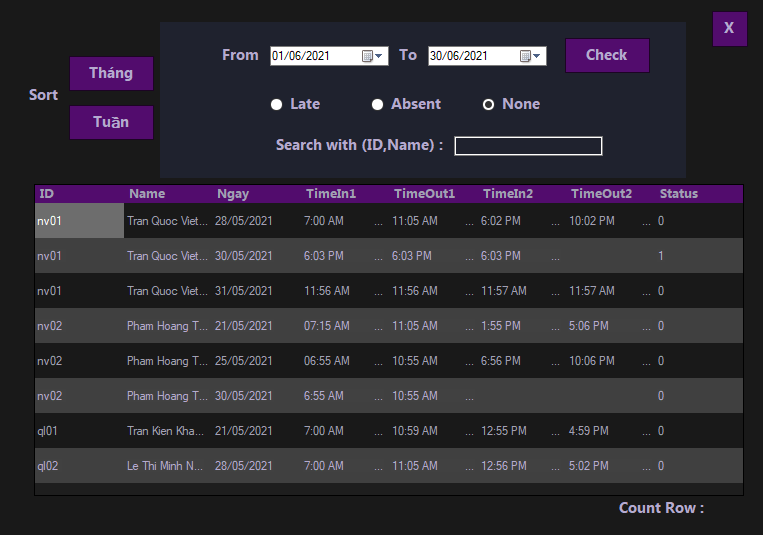 X
From 01/06/2021 To 30/06/2021 Check
Sort Tháng
Tuần
Late Absent None
Search with (ID,Name) :
ID Name Ngay TimeIn1 TimeOut1 TimeIn2 TimeOut2 Status
nv01 Tran Quoc Viet... 28/05/2021 7:00 AM ... 11:05 AM ... 6:02 PM ... 10:02 PM ... 0
nv01 Tran Quoc Viet... 30/05/2021 6:03 PM ... 6:03 PM ... 6:03 PM ... 1
nv01 Tran Quoc Viet... 31/05/2021 11:56 AM ... 11:56 AM ... 11:57 AM ... 11:57 AM ... 0
nv02 Pham Hoang T... 21/05/2021 07:15 AM ... 11:05 AM ... 1:55 PM ... 5:06 PM ... 0
nv02 Pham Hoang T... 25/05/2021 06:55 AM ... 10:55 AM ... 6:56 PM ... 10:06 PM ... 0
nv02 Pham Hoang T... 30/05/2021 6:55 AM ... 10:55 AM ... 0
ql01 Tran Kien Kha... 21/05/2021 7:00 AM ... 10:59 AM ... 12:55 PM ... 4:59 PM ... 0
ql02 Le Thi Minh N... 28/05/2021 7:00 AM ... 11:05 AM ... 12:56 PM ... 5:02 PM ... 0
Count Row :